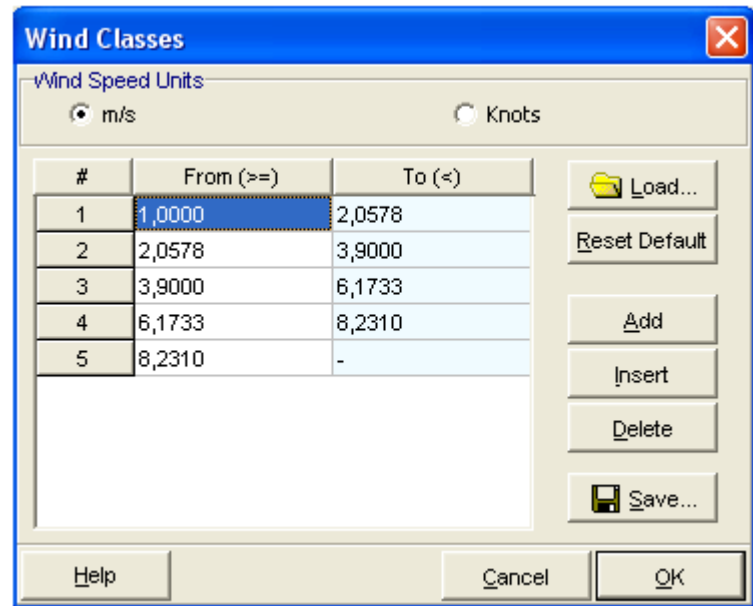 Wind Classes
Wind Speed Units
m/s Knots
# From (>=) To (<)
1 1,0000 2,0578
2 2,0578 3,9000
3 3,9000 6,1733
4 6,1733 8,2310
5 8,2310 -
Load...
Reset Default
Add
Insert
Delete
Save...
Help Cancel OK